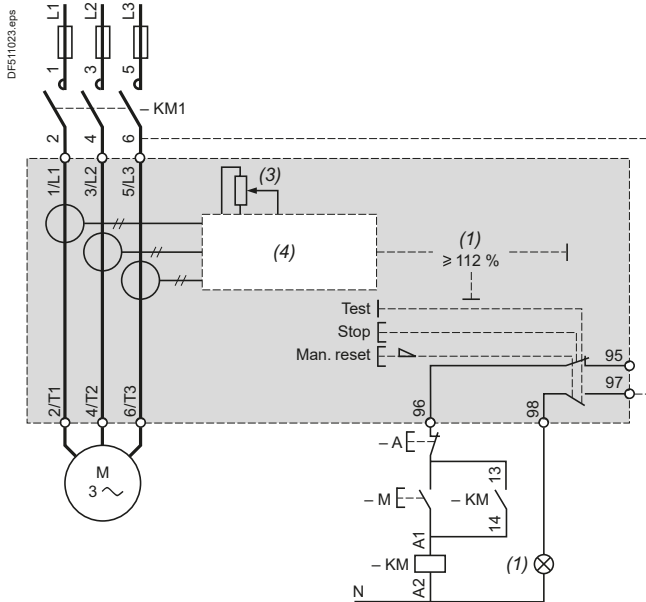 DF511023.eps
L1
L2
L3
1
3
5
– KM1
2
4
6
1/L1
3/L2
5/L3
(3)
(4)
(1)
⩾ 112 %
Test
Stop
Man. reset
95
97
2/T1
4/T2
6/T3
96
98
– A
M
3 ~
13
– M
– KM
14
A1
– KM
(1)
A2
N